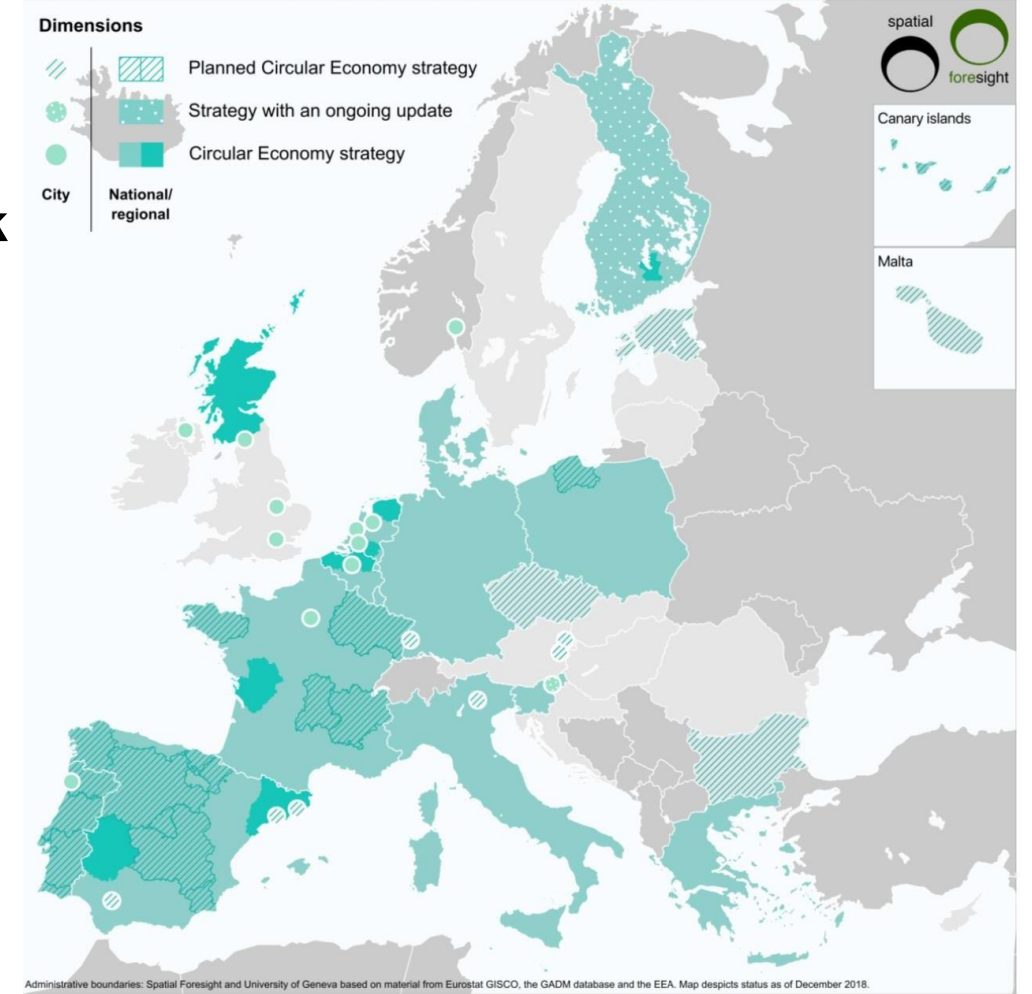 Dimensions
Planned Circular Economy strategy
Strategy with an ongoing update
Circular Economy strategy
City
National/
regional
spatial
foresight
Canary islands
Malta
Administrative boundaries: Spatial Foresight and University of Geneva based on material from Eurostat GISCO, the GADM database and the EEA. Map despicts status as of December 2018.